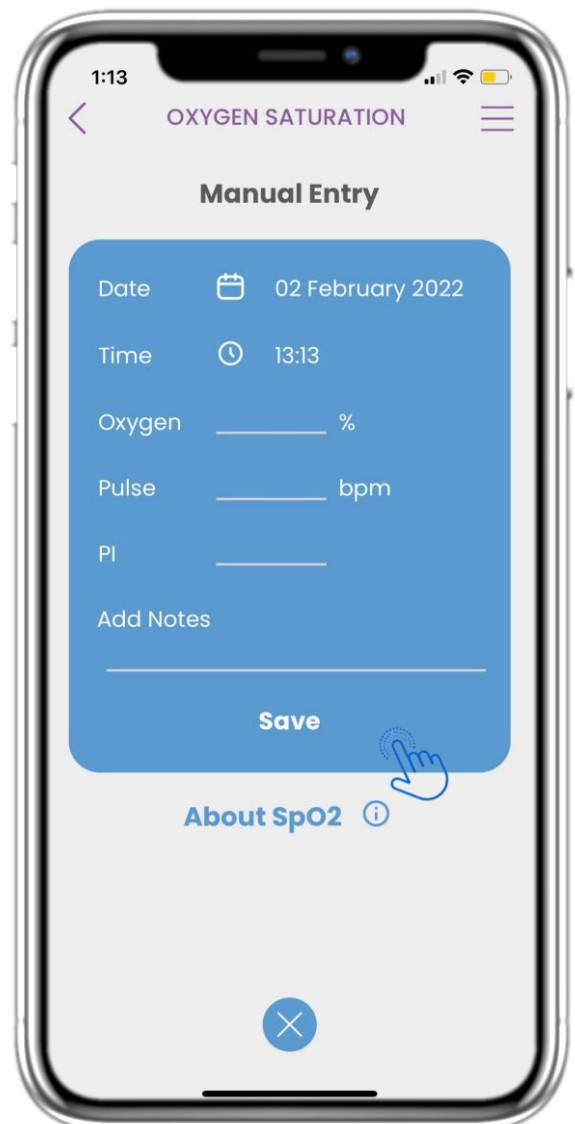 1:13
OXYGEN SATURATION
Manual Entry
Date 02 February 2022
Time 13:13
Oxygen %
Pulse bpm
PI
Add Notes
Save
About SpO2